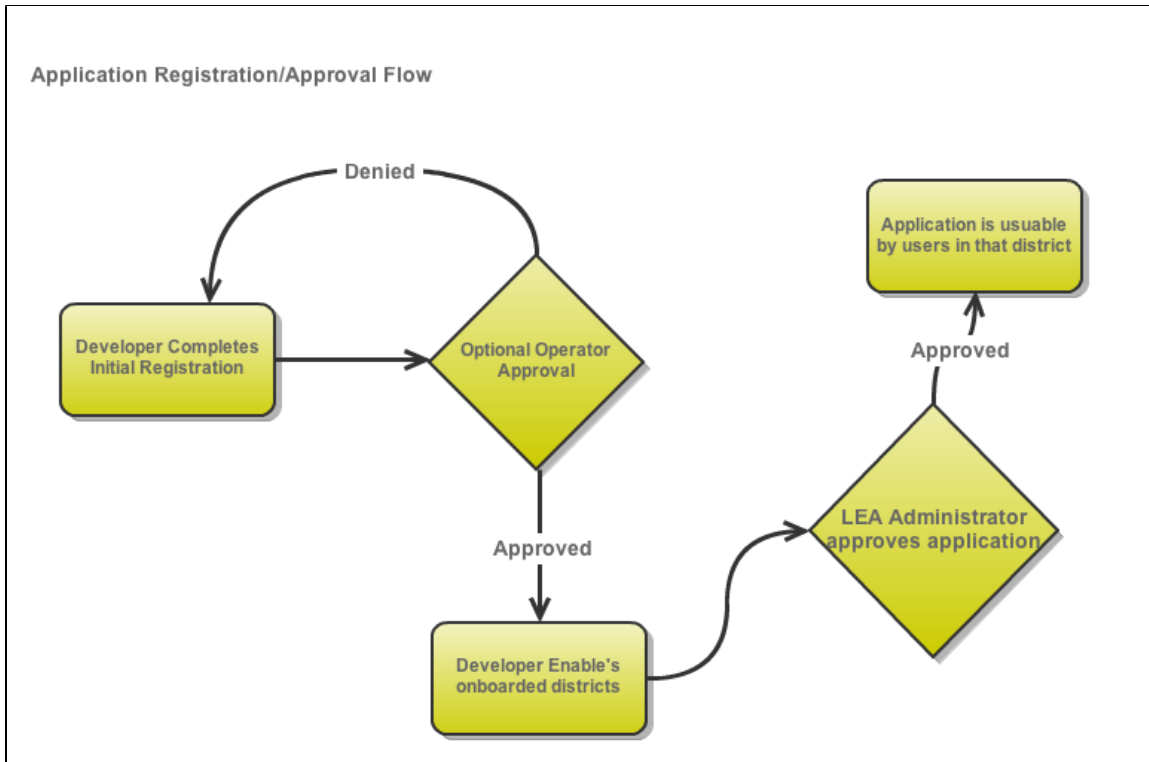 Application Registration/Approval Flow
Denied
Application is usuable
by users in that district
Developer Completes
Initial Registration
Optional Operator
Approval
Approved
LEA Administrator
approves application
Approved
Developer Enable's
onboarded districts